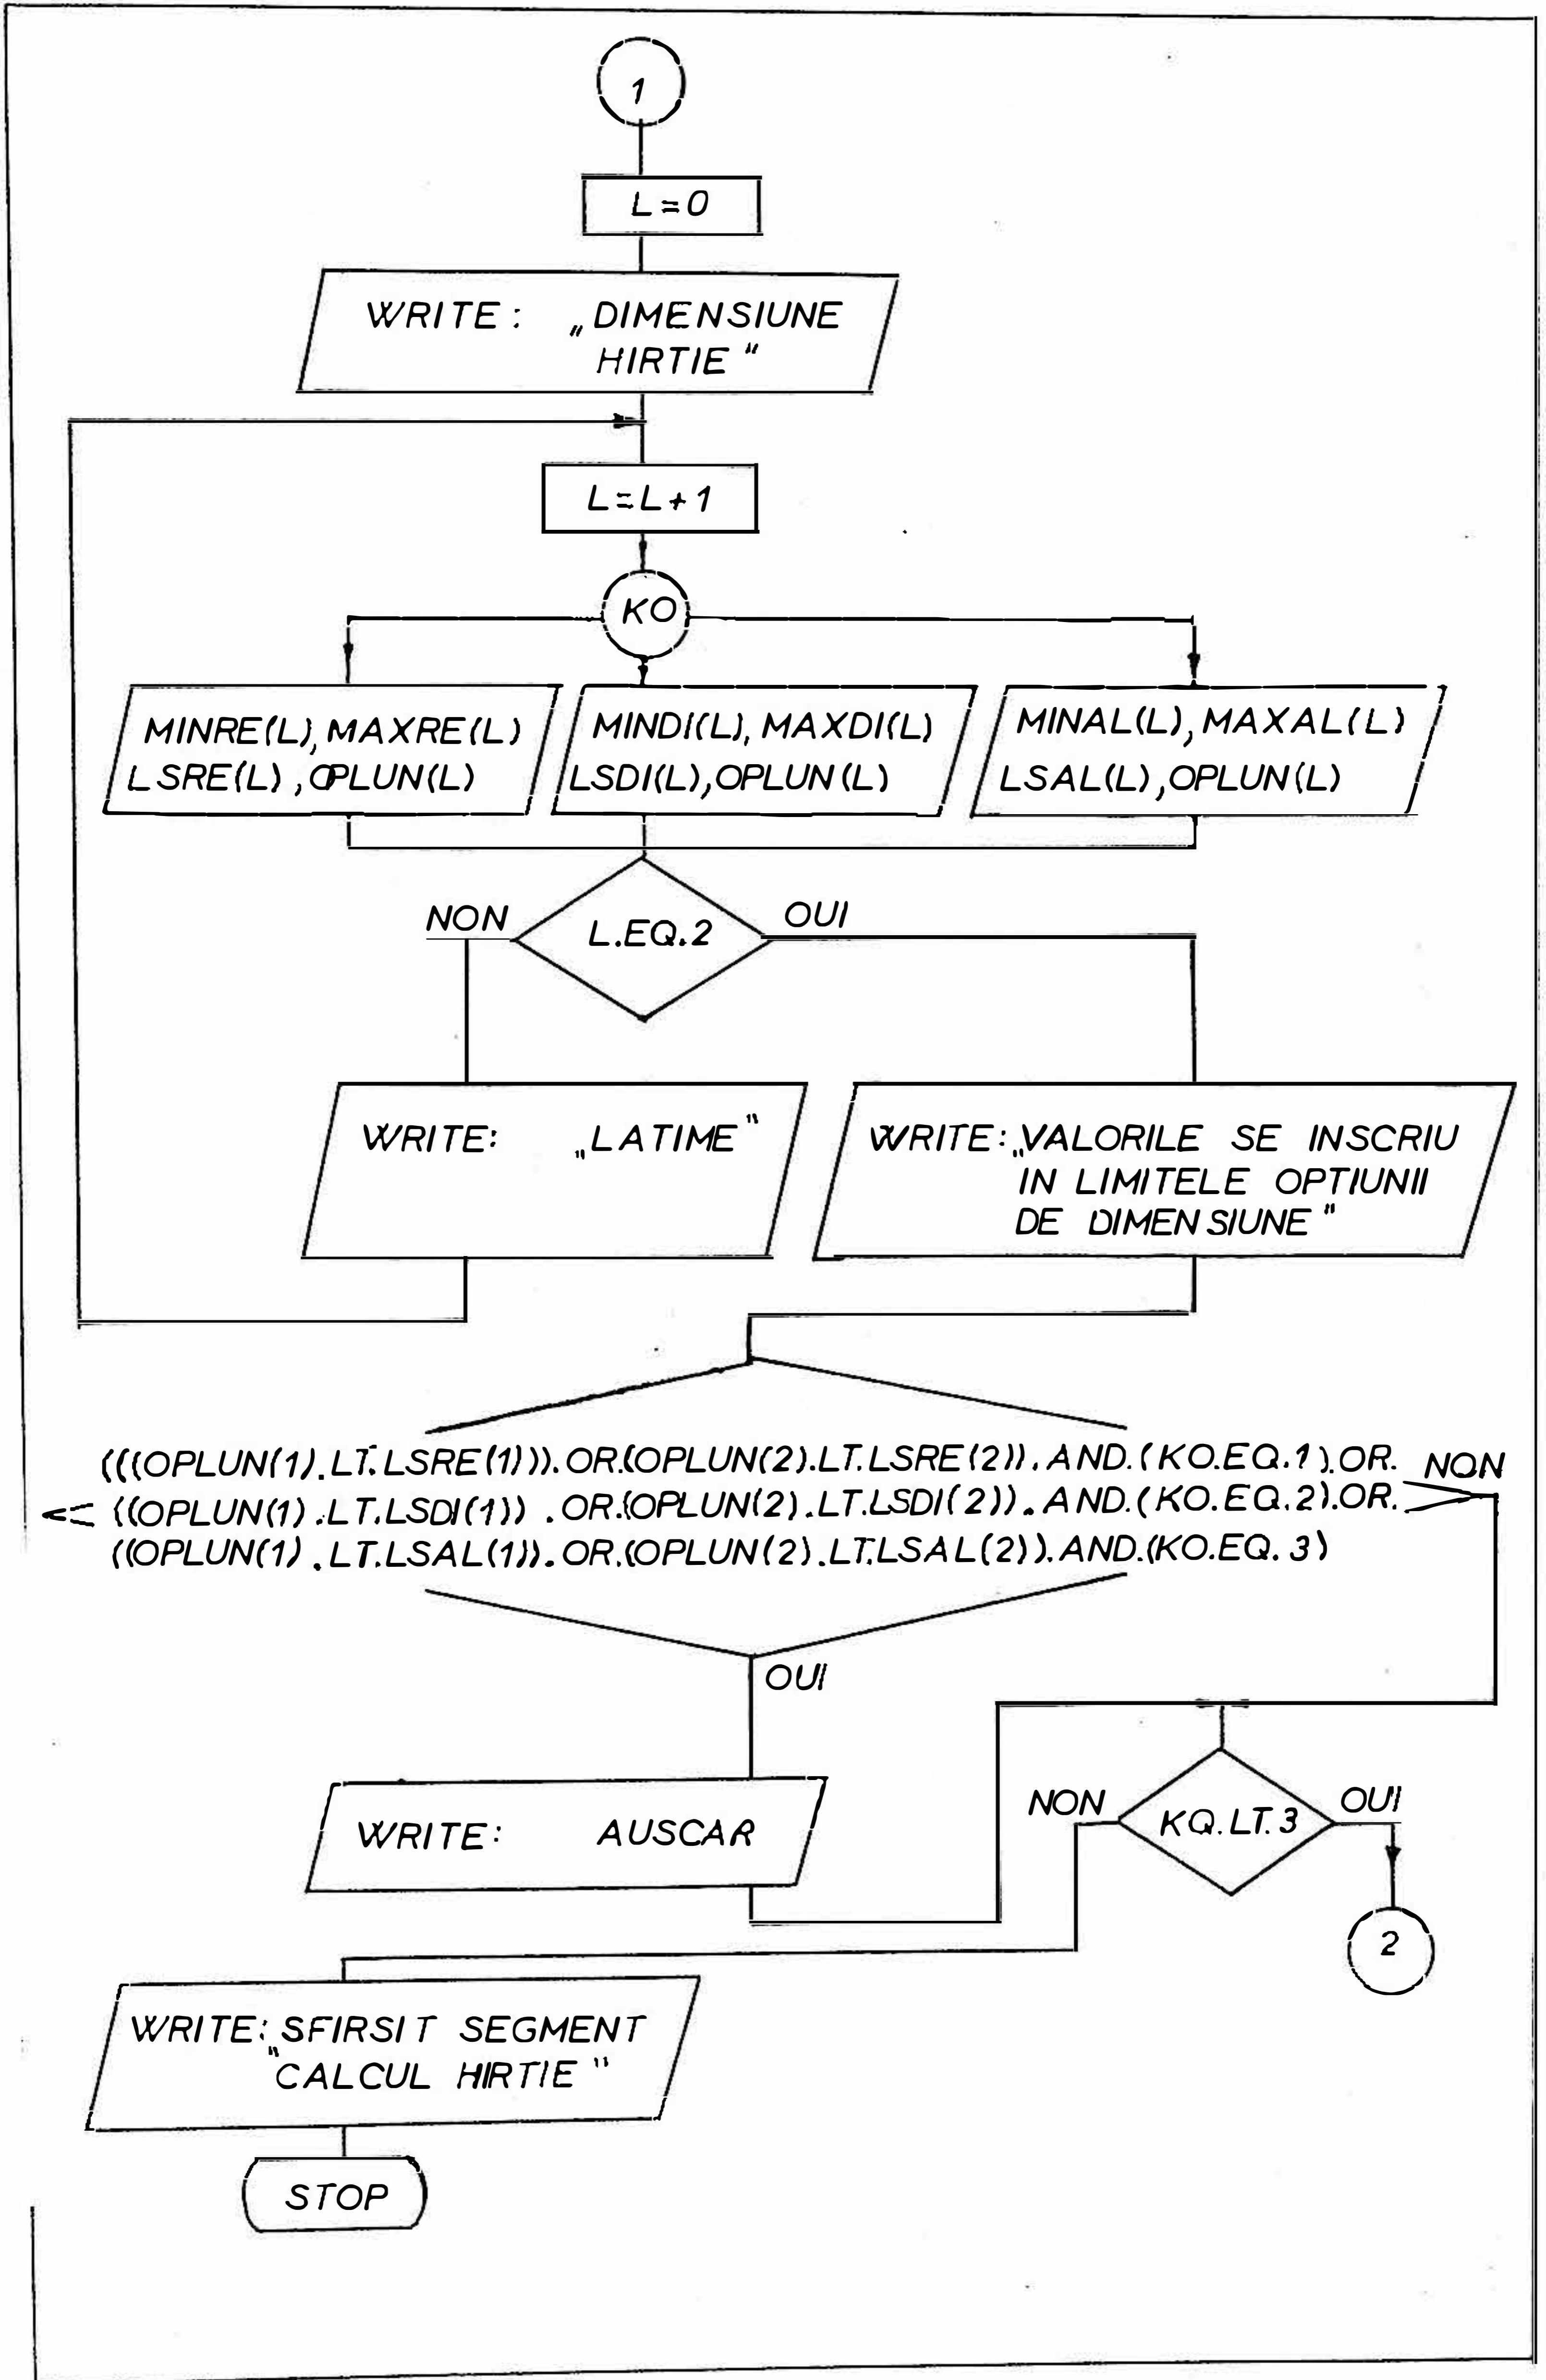 1
L=0
WRITE: „DIMENSIUNE
HIRTIE"
L=L+1
KO
MINRE(L), MAXRE(L)
LSRE(L), OPLUN(L)
MINDI(L), MAXDI(L)
LSDI(L), OPLUN(L)
MINAL(L), MAXAL(L)
LSAL(L), OPLUN(L)
NON
L.EQ.2
OUI
WRITE: „LATIME"
WRITE: „VALORILE SE INSCRIU
IN LIMITELE OPTIUNII
DE DIMENSIUNE"
(((OPLUN(1).LT.LSRE(1))).OR.(OPLUN(2).LT.LSRE(2)).AND.(KO.EQ.1).OR.
NON
((OPLUN(1).LT.LSDI(1)).OR.(OPLUN(2).LT.LSDI(2)).AND.(KO.EQ.2).OR.
((OPLUN(1).LT.LSAL(1)).OR.(OPLUN(2).LT.LSAL(2)).AND.(KO.EQ.3)
OUI
WRITE: AUSCAR
NON
KQ.LT.3
OUI
2
WRITE: „SFIRSIT SEGMENT
CALCUL HIRTIE"
STOP